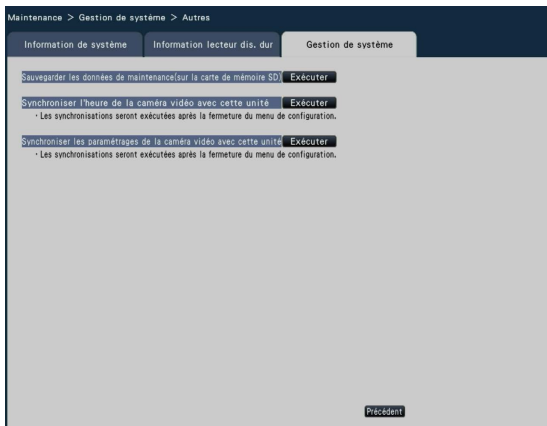 Maintenance > Gestion de système > Autres
Information de système Information lecteur dis. dur Gestion de système
Sauvegarder les données de maintenance(sur la carte de mémoire SD) Exécuter
Synchroniser l'heure de la caméra vidéo avec cette unité Exécuter
・Les synchronisations seront exécutées après la fermeture du menu de configuration.
Synchroniser les paramétrages de la caméra vidéo avec cette unité Exécuter
・Les synchronisations seront exécutées après la fermeture du menu de configuration.
Précédent